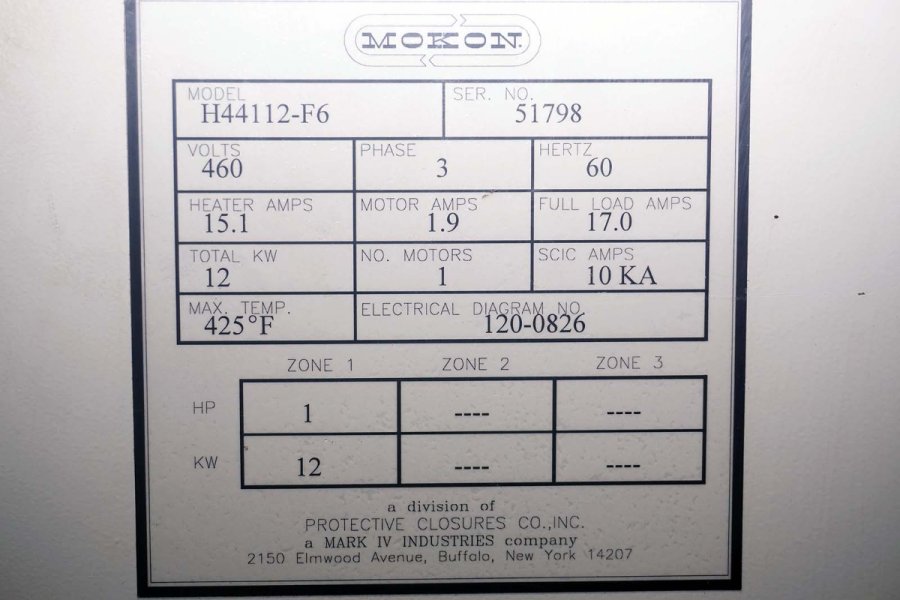 MOKON.
MODEL SER. NO.
H44112-F6 51798
VOLTS PHASE HERTZ
460 3 60
HEATER AMPS MOTOR AMPS FULL LOAD AMPS
15.1 1.9 17.0
TOTAL KW NO. MOTORS SCIC AMPS
12 1 10 KA
MAX. TEMP. ELECTRICAL DIAGRAM NO.
425°F 120-0826
ZONE 1 ZONE 2 ZONE 3
HP 1 ---- ----
KW 12 ---- ----
a division of
PROTECTIVE CLOSURES CO.,INC.
a MARK IV INDUSTRIES company
2150 Elmwood Avenue, Buffalo, New York 14207